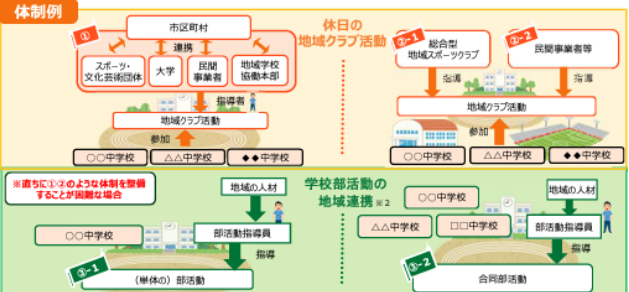 体制例
休日の
地域クラブ活動
①
市区町村
連携
スポーツ・
文化芸術団体
大学
民間
事業者
地域学校
協働本部
指導者
地域クラブ活動
参加
○○中学校
△△中学校
◆◆中学校
②-1
総合型
地域スポーツクラブ
②-2
民間事業者等
指導
指導
地域クラブ活動
参加
○○中学校
△△中学校
◆◆中学校
※直ちに①②のような体制を整備
することが困難な場合
学校部活動の
地域連携※2
地域の人材
○○中学校
部活動指導員
指導
③-1
（単体の）部活動
○○中学校
地域の人材
△△中学校
□□中学校
部活動指導員
指導
③-2
合同部活動